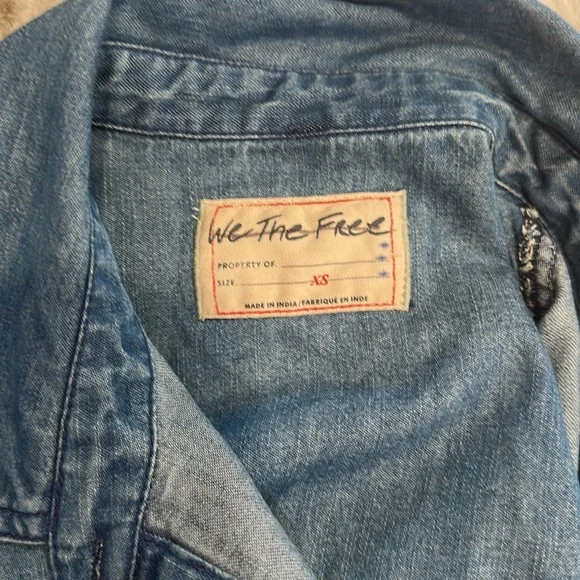 We The Free
PROPERTY OF
SIZE XS
MADE IN INDIA / FABRIQUE EN INDE